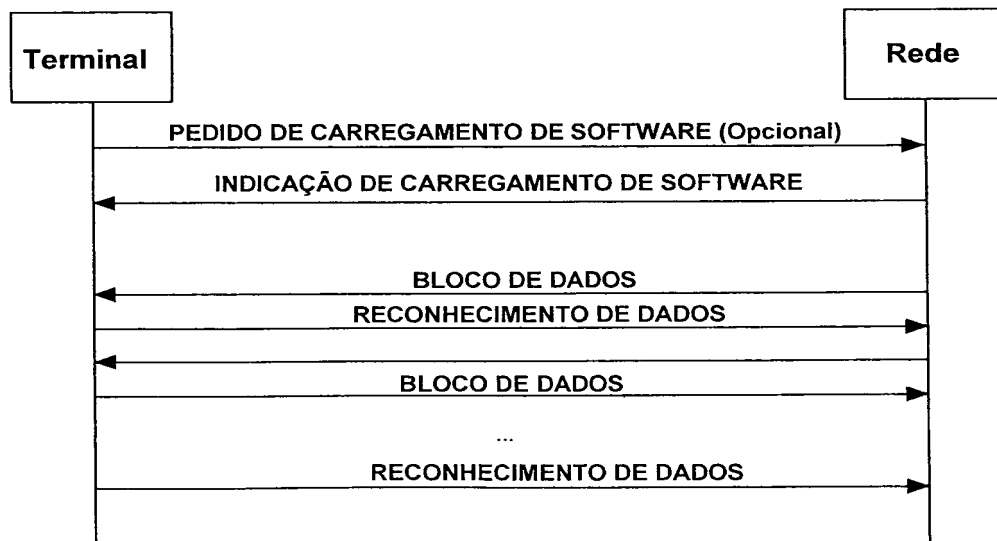 Terminal
Rede
PEDIDO DE CARREGAMENTO DE SOFTWARE (Opcional)
INDICAÇÃO DE CARREGAMENTO DE SOFTWARE
BLOCO DE DADOS
RECONHECIMENTO DE DADOS
BLOCO DE DADOS
...
RECONHECIMENTO DE DADOS